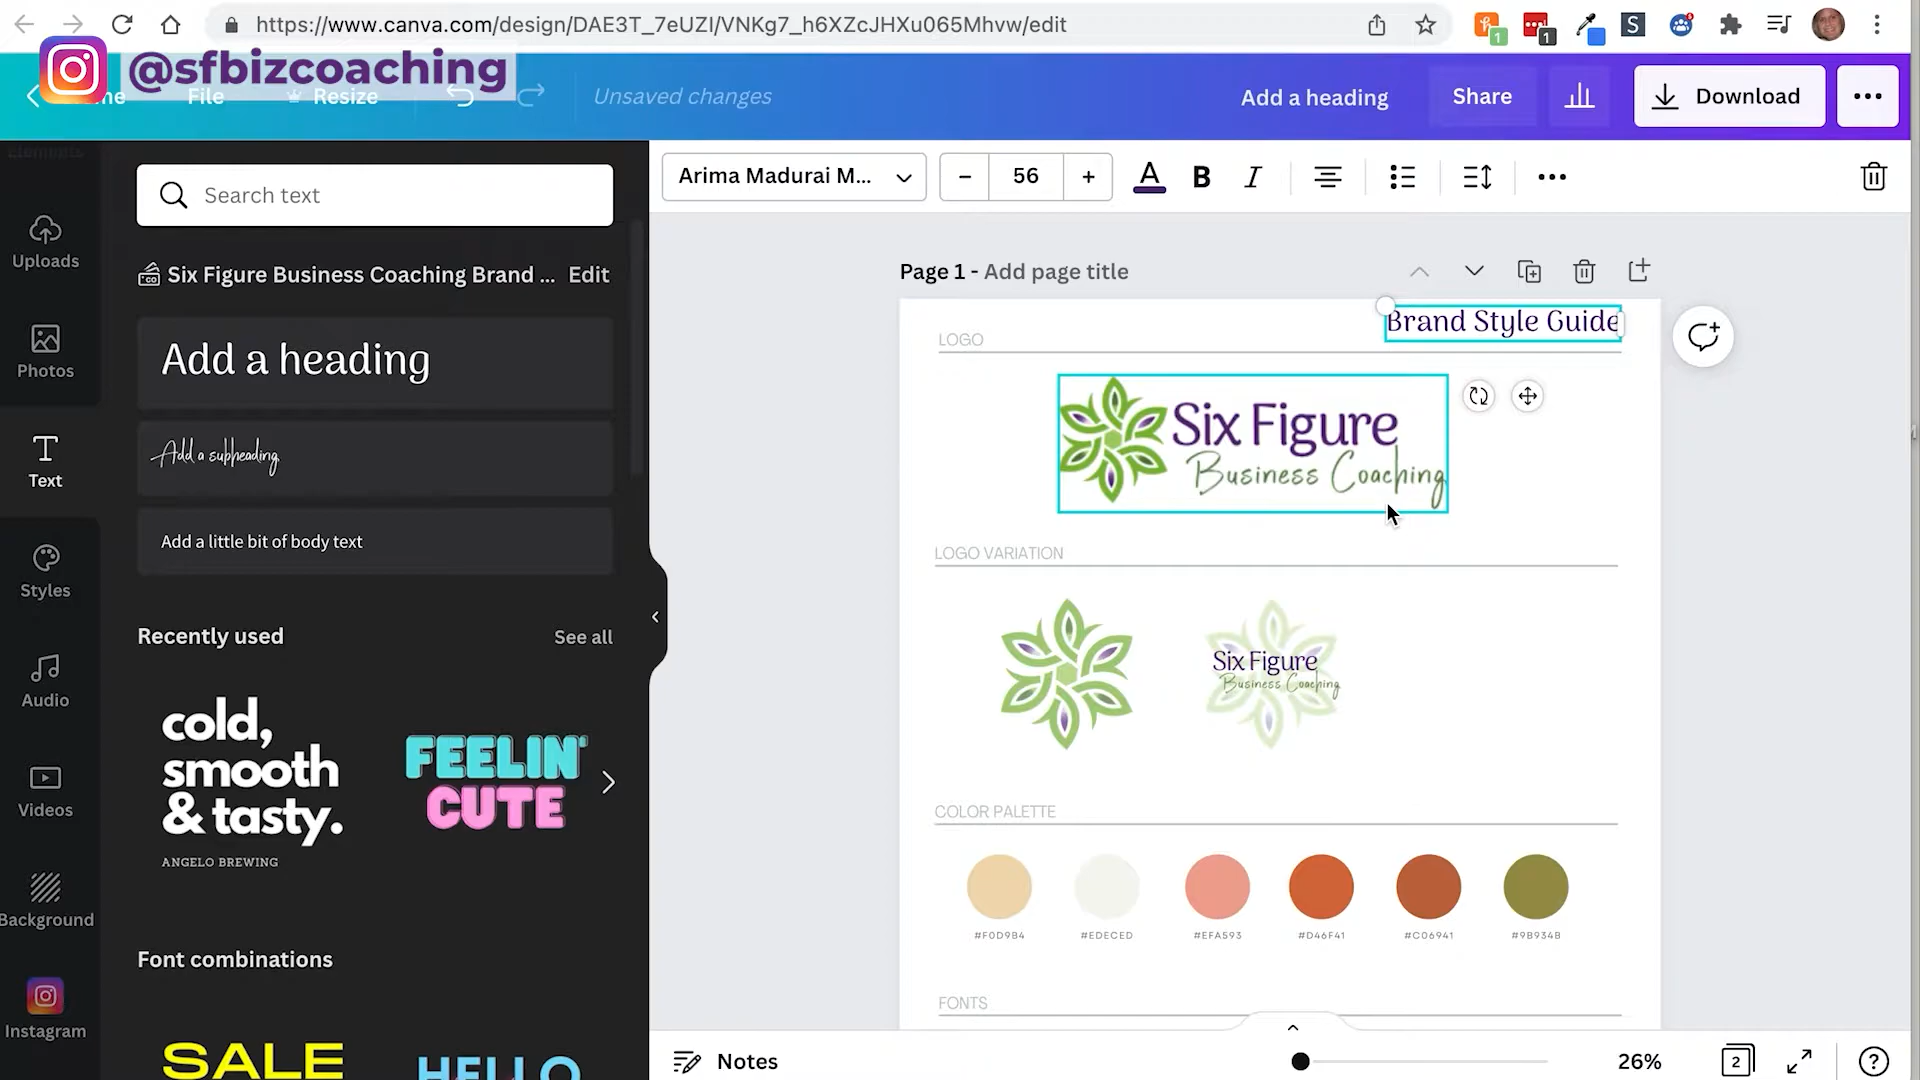 https://www.canva.com/design/DAE3T_7eUZI/VNKg7_h6XZcJHXu065Mhvw/edit
1
1
S
@sfbizcoaching
File
Resize
Unsaved changes
Add a heading
Share
Download
Elements
Uploads
Photos
Text
Styles
Audio
Videos
Background
Instagram
Search text
Six Figure Business Coaching Brand ...
Edit
Add a heading
Add a subheading
Add a little bit of body text
Recently used
See all
cold,
smooth
& tasty.
ANGELO BREWING
FEELIN'
CUTE
Font combinations
SALE
HELLO
Arima Madurai M...
56
A
B
I
Page 1 - Add page title
Brand Style Guide
LOGO
Six Figure
Business Coaching
LOGO VARIATION
Six Figure
Business Coaching
COLOR PALETTE
#F0D9B4
#EDECED
#EFA593
#D46F41
#C06941
#9B934B
FONTS
Notes
26%
2
?